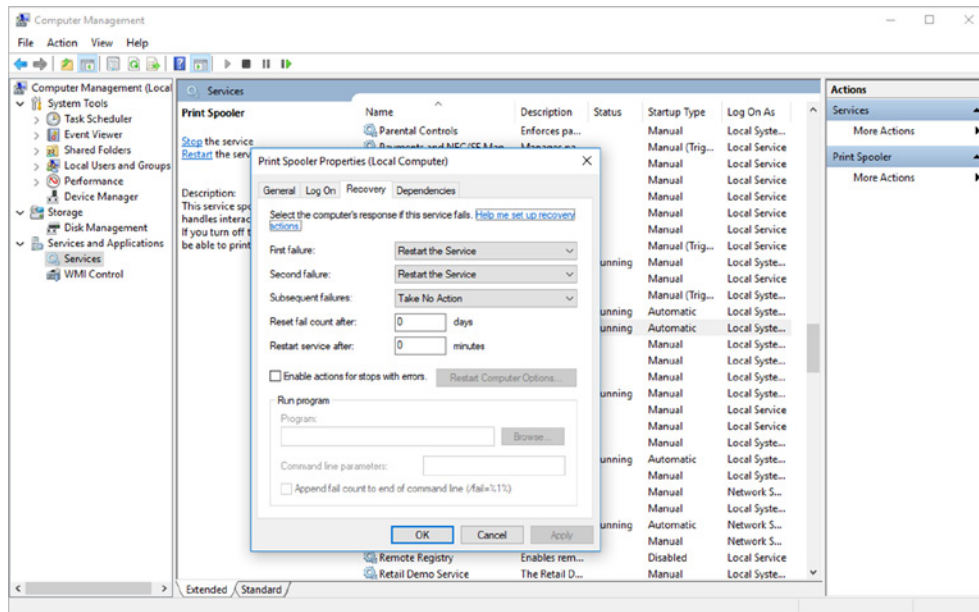 Computer Management
File Action View Help
Computer Management (Local
System Tools
Task Scheduler
Event Viewer
Shared Folders
Local Users and Groups
Performance
Device Manager
Storage
Disk Management
Services and Applications
Services
WMI Control
Services
Print Spooler
Stop the service
Restart the serv
Description:
This service spo
handles interac
If you turn off t
be able to print
Name Description Status Startup Type Log On As
Parental Controls Enforces pa... Manual Local Syste...
Manual (Trig... Local Service
Manual Local Service
Manual Local Syste...
Manual Local Service
Manual Local Service
Manual Local Service
Manual (Trig... Local Syste...
unning Manual Local Syste...
Manual Local Service
Manual (Trig... Local Syste...
unning Automatic Local Syste...
unning Automatic Local Syste...
Manual Local Syste...
Manual Local Syste...
Manual Local Syste...
unning Manual Local Syste...
Manual Local Service
Manual Local Service
Manual Local Syste...
unning Automatic Local Syste...
Manual Local Syste...
Manual Network S...
Manual Local Syste...
unning Automatic Network S...
Manual Network S...
Remote Registry Enables rem... Disabled Local Service
Retail Demo Service The Retail D... Manual Local Syste...
Extended Standard
Print Spooler Properties (Local Computer)
General Log On Recovery Dependencies
Select the computer's response if this service fails. Help me set up recovery
actions.
First failure: Restart the Service
Second failure: Restart the Service
Subsequent failures: Take No Action
Reset fail count after: 0 days
Restart service after: 0 minutes
Enable actions for stops with errors. Restart Computer Options...
Run program
Program:
Browse...
Command line parameters:
Append fail count to end of command line (/fail=%1%)
OK Cancel Apply
Actions
Services
More Actions
Print Spooler
More Actions